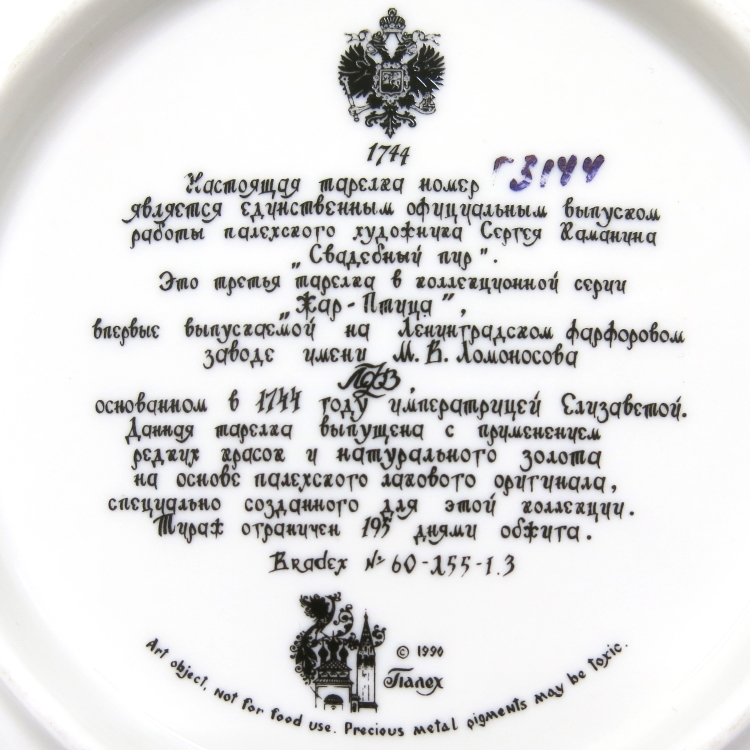 1744
Настоящая тарелка номер Г 3144
является единственным официальным выпуском
работы палехского художника Сергея Каманина
„Свадебный пир".
Это третья тарелка в коллекционной серии
„Жар-Птица",
впервые выпускаемой на Ленинградском фарфоровом
заводе имени М. В. Ломоносова
ЛФЗ,
основанном в 1744 году императрицей Елизаветой.
Данная тарелка выпущена с применением
редких красок и натурального золота
на основе палехского лакового оригинала,
специально созданного для этой коллекции.
Тираж ограничен 195 днями обжига.
Bradex № 60-255-1.3
© 1990
Палех
Art object. Not for food use. Precious metal pigments may be toxic.